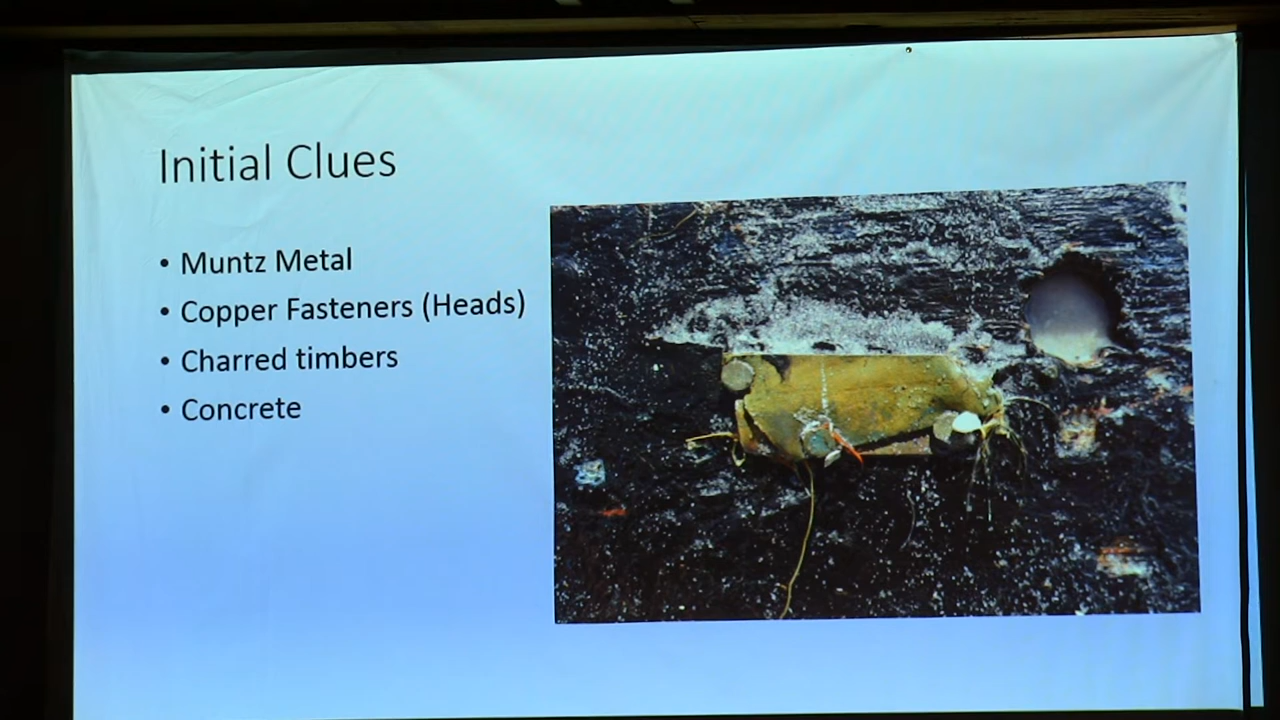 Initial Clues
• Muntz Metal
• Copper Fasteners (Heads)
• Charred timbers
• Concrete